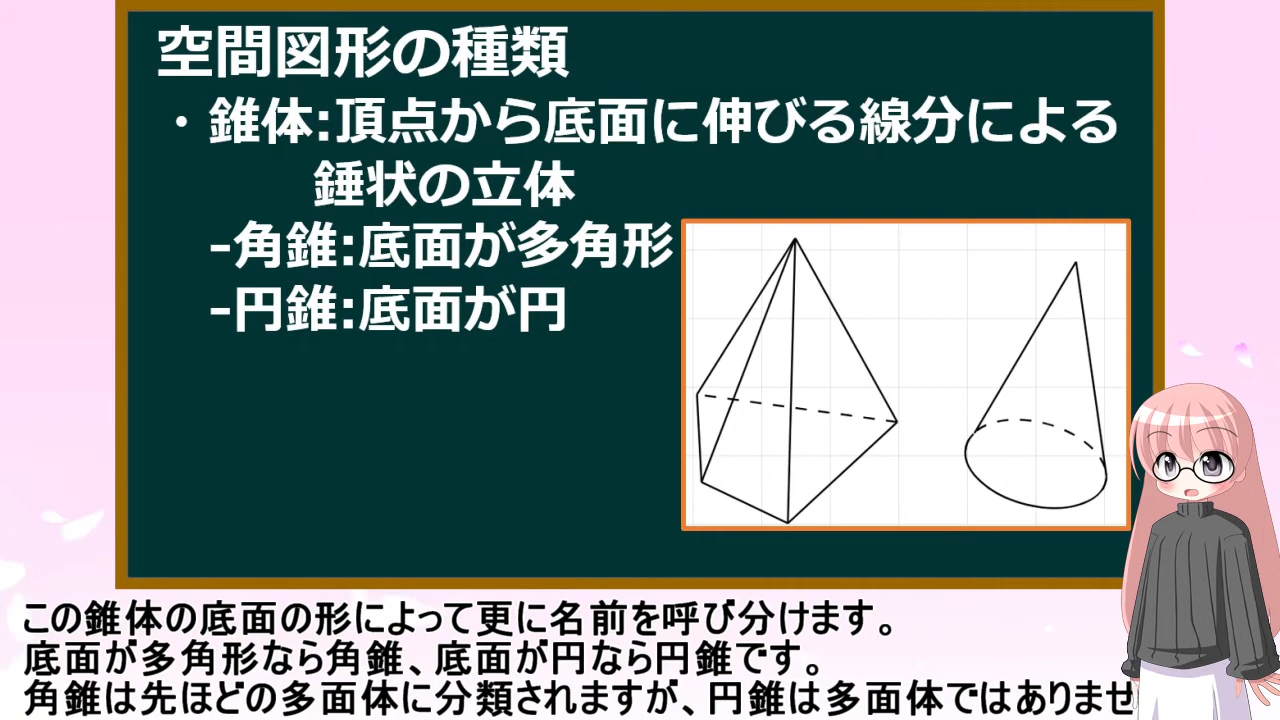 空間図形の種類
・錐体:頂点から底面に伸びる線分による
錘状の立体
-角錐:底面が多角形
-円錐:底面が円
この錐体の底面の形によって更に名前を呼び分けます。
底面が多角形なら角錐、底面が円なら円錐です。
角錐は先ほどの多面体に分類されますが、円錐は多面体ではありませ